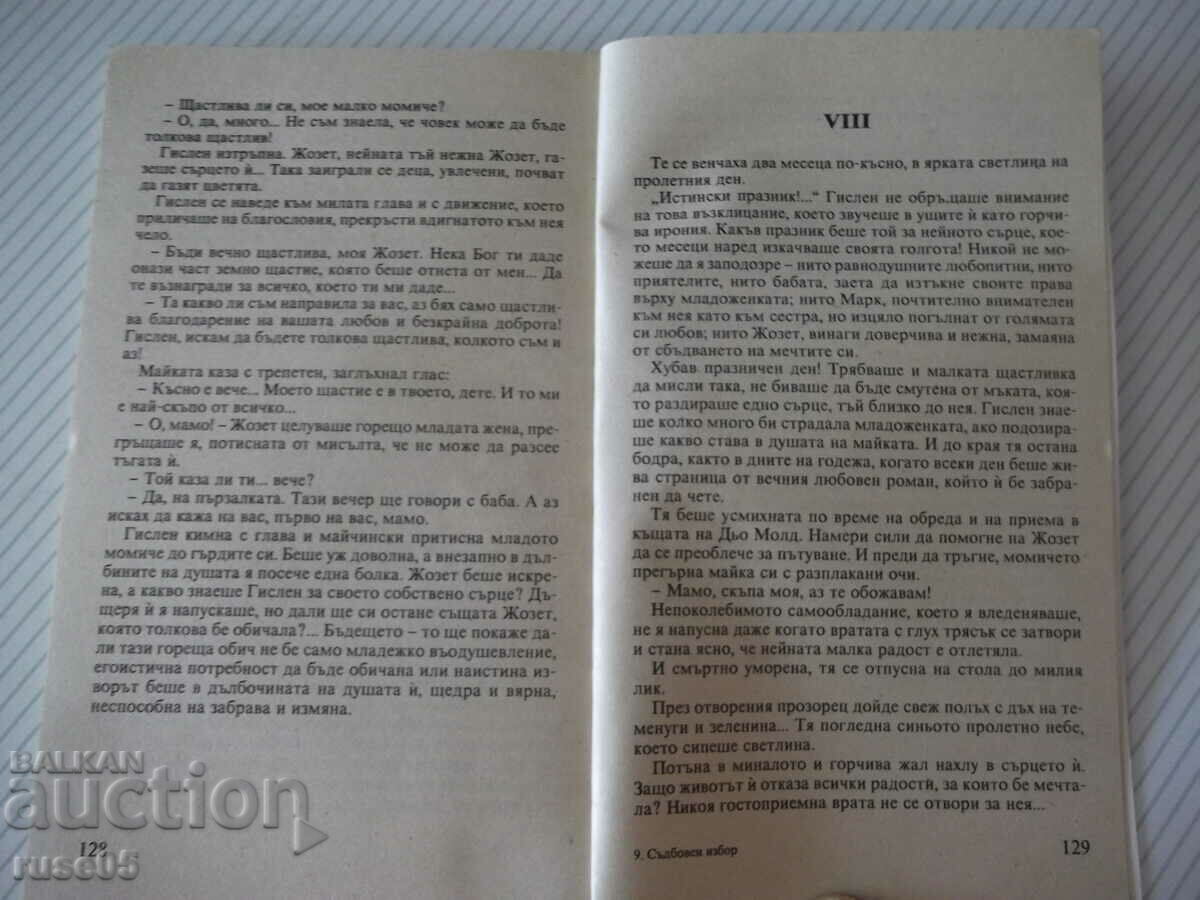 – Щастлива ли си, мое малко момиче?
– О, да, много... Не съм знаела, че човек може да бъде
толкова щастлив!
Гислен изтръпна. Жозет, нейната тъй нежна Жозет, га-
зеше сърцето ѝ... Така заиграли се деца, увлечени, почват
да газят цветята.
Гислен се наведе към милата глава и с движение, което
приличаше на благословия, прекръсти вдигнатото към нея
чело.
– Бъди вечно щастлива, моя Жозет. Нека Бог ти даде
онази част земно щастие, която беше отнета от мен... Да
те възнагради за всичко, което ти ми даде...
– Та какво ли съм направила за вас, аз бях само щастли-
ва благодарение на вашата любов и безкрайна доброта!
Гислен, искам да бъдете толкова щастлива, колкото съм и
аз!
Майката каза с трепетен, заглъхнал глас:
– Късно е вече... Моето щастие е в твоето, дете. И то ми
е най-скъпо от всичко...
– О, мамо! – Жозет целуваше горещо младата жена, пре-
гръщаше я, потисната от мисълта, че не може да разсее
тъгата ѝ.
– Той каза ли ти... вече?
– Да, на пързалката. Тази вечер ще говори с баба. А аз
исках да кажа на вас, първо на вас, мамо.
Гислен кимна с глава и майчински притисна младото
момиче до гърдите си. Беше уж доволна, а внезапно в дъл-
бините на душата я посече една болка. Жозет беше искре-
на, а какво знаеше Гислен за своето собствено сърце? Дъ-
щеря ѝ я напускаше, но дали ще си остане същата Жозет,
която толкова бе обичала?... Бъдещето – то ще покаже да-
ли тази гореща обич не бе само младежко въодушевление,
егоистична потребност да бъде обичана или наистина из-
ворът беше в дълбочината на душата ѝ, щедра и вярна,
неспособна на забрава и измяна.
128
VIII
Те се венчаха два месеца по-късно, в ярката светлица на
пролетния ден.
„Истински празник!...“ Гислен не обръщаше внимание
на това възклицание, което звучеше в ушите ѝ като горчи-
ва ирония. Какъв празник беше той за нейното сърце, кое-
то месеци наред изкачваше своята голгота! Никой не мо-
жеше да я заподозре – нито равнодушните любопитни, нито
приятелите, нито бабата, заета да измъкне своите права
върху младоженката; нито Марк, почтително внимателен
към нея като към сестра, но изцяло погълнат от голямата
си любов; нито Жозет, винаги доверчива и нежна, замаяна
от сбъдването на мечтите си.
Хубав празничен ден! Трябваше и малката щастливка
да мисли така, не биваше да бъде смутена от мъката, коя-
то раздираше едно сърце, тъй близко до нея. Гислен знае-
ше колко много би страдала младоженката, ако подозира-
ше какво става в душата на майката. И до края тя остана
бодра, както в дните на годежа, когато всеки ден беше жи-
ва страница от вечния любовен роман, който ѝ бе забра-
нен да чете.
Тя беше усмихната по време на обреда и на приема в
къщата на Дьо Молд. Намери сили да помогне на Жозет
да се преоблече за пътуване. И преди да тръгне, момичето
прегърна майка си с разплакани очи.
– Мамо, скъпа моя, аз те обожавам!
Непоколебимото самообладание, което я вледеняваше,
не я напусна даже когато вратата с глух трясък се затвори
и стана ясно, че нейната малка радост е отлетяла.
И смъртно уморена, тя се отпусна на стола до милия
лик.
През отворения прозорец дойде свеж полъх с дъх на те-
менуги и зеленина... Тя погледна синьото пролетно небе,
което сипеше светлина.
Потъна в миналото и горчива жал нахлу в сърцето ѝ.
Защо животът ѝ отказа всички радости, за които бе мечта-
ла? Никоя гостоприемна врата не се отвори за нея...
9. Съдбовен избор
129
BALKAN
auction
ruse05